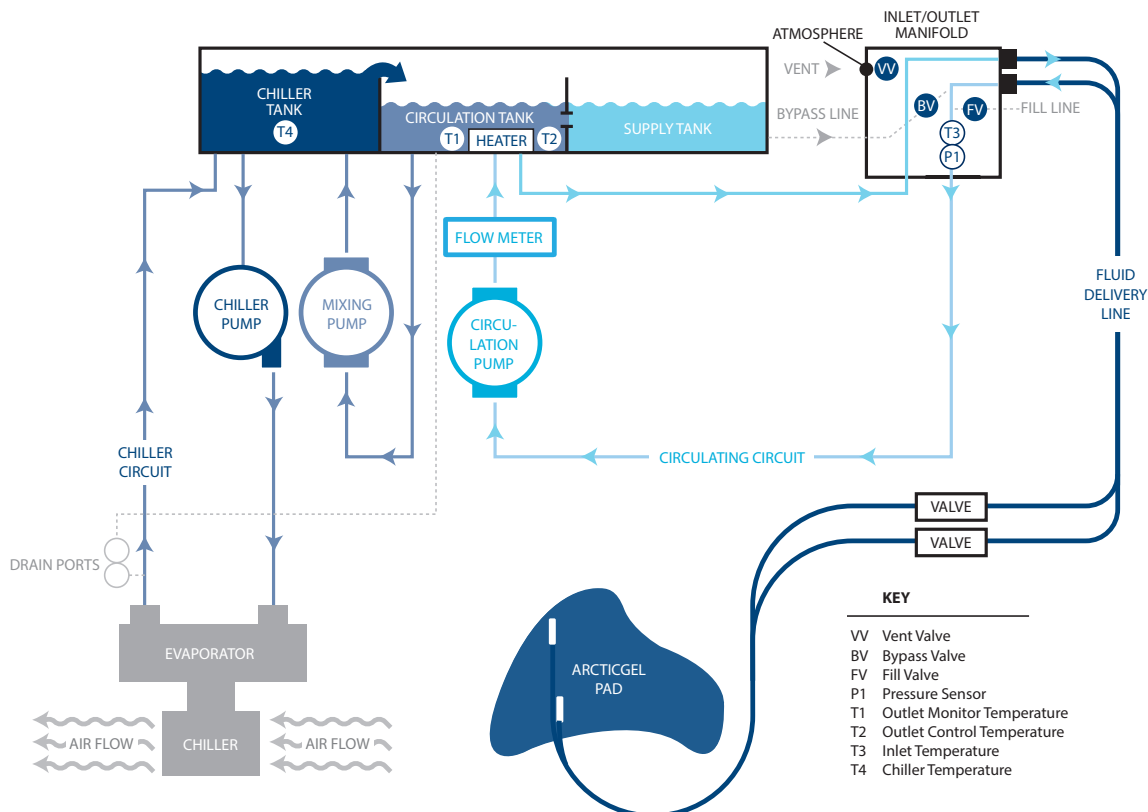 INLET/OUTLET
MANIFOLD
ATMOSPHERE
VENT
VV
CHILLER
TANK
T4
CIRCULATION TANK
T1
HEATER
T2
SUPPLY TANK
BYPASS LINE
BV
FV
FILL LINE
T3
P1
FLOW METER
CHILLER
PUMP
MIXING
PUMP
CIRCU-
LATION
PUMP
FLUID
DELIVERY
LINE
CHILLER
CIRCUIT
CIRCULATING CIRCUIT
VALVE
VALVE
DRAIN PORTS
EVAPORATOR
AIR FLOW
CHILLER
AIR FLOW
ARCTICGEL
PAD
KEY
VV Vent Valve
BV Bypass Valve
FV Fill Valve
P1 Pressure Sensor
T1 Outlet Monitor Temperature
T2 Outlet Control Temperature
T3 Inlet Temperature
T4 Chiller Temperature